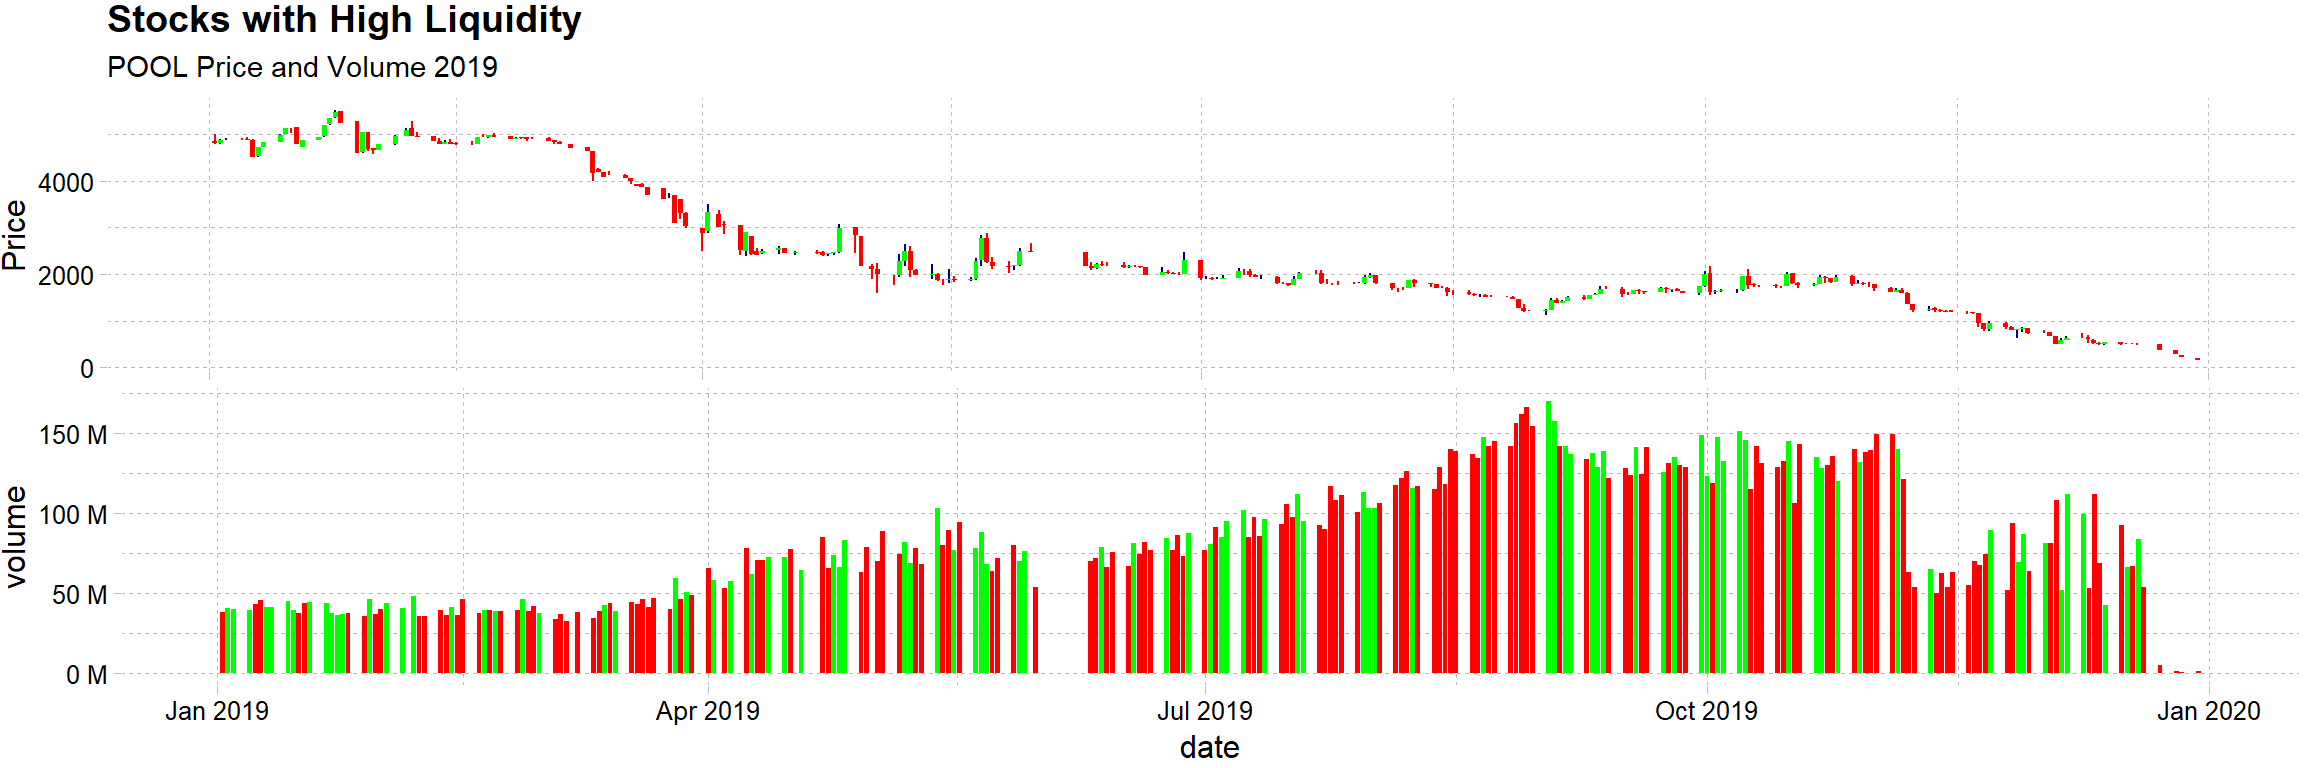 Stocks with High Liquidity
POOL Price and Volume 2019
Price
4000
2000
0
volume
150 M
100 M
50 M
0 M
Jan 2019 Apr 2019 Jul 2019 Oct 2019 Jan 2020
date